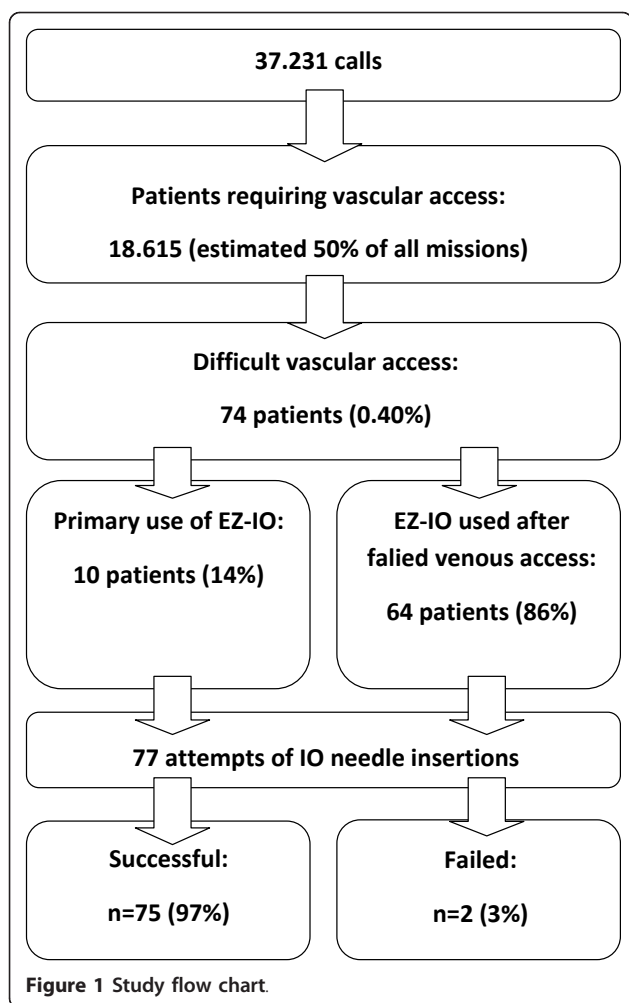 37.231 calls
Patients requiring vascular access:
18.615 (estimated 50% of all missions)
Difficult vascular access:
74 patients (0.40%)
Primary use of EZ-IO:
10 patients (14%)
EZ-IO used after
falied venous access:
64 patients (86%)
77 attempts of IO needle insertions
Successful:
n=75 (97%)
Failed:
n=2 (3%)
Figure 1 Study flow chart.